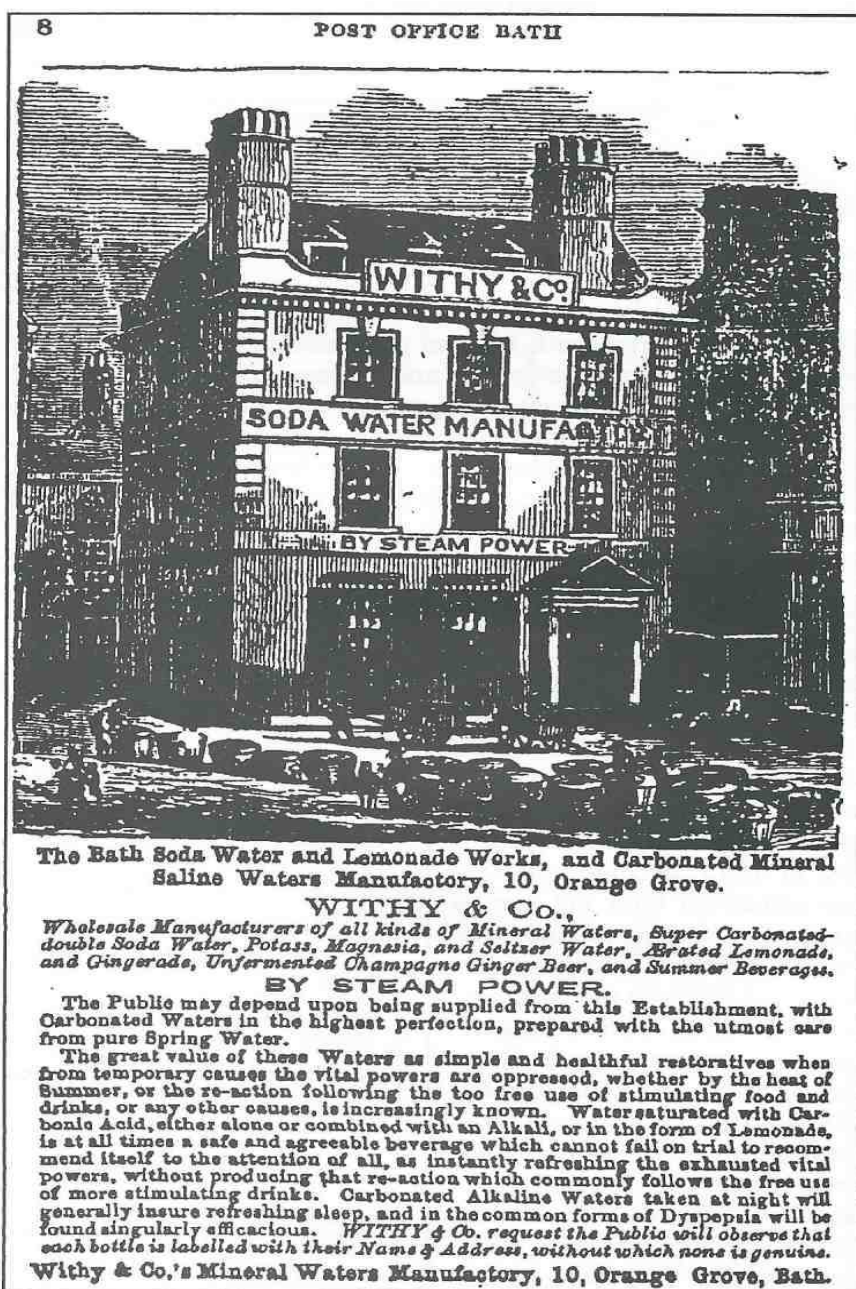 8 POST OFFICE BATH
WITHY & Co.
SODA WATER MANUFACTORY
BY STEAM POWER
The Bath Soda Water and Lemonade Works, and Carbonated Mineral
Saline Waters Manufactory, 10, Orange Grove.
WITHY & Co.,
Wholesale Manufacturers of all kinds of Mineral Waters, Super Carbonated
double Soda Water, Potass, Magnesia, and Seltzer Water, Ærated Lemonade,
and Gingerade, Unfermented Champagne Ginger Beer, and Summer Beverages.
BY STEAM POWER.
The Public may depend upon being supplied from this Establishment, with
Carbonated Waters in the highest perfection, prepared with the utmost care
from pure Spring Water.
The great value of these Waters as simple and healthful restoratives when
from temporary causes the vital powers are oppressed, whether by the heat of
Summer, or the re-action following the too free use of stimulating food and
drinks, or any other causes, is increasingly known. Water saturated with Car-
bonic Acid, either alone or combined with an Alkali, or in the form of Lemonade,
is at all times a safe and agreeable beverage which cannot fail on trial to recom-
mend itself to the attention of all, as instantly refreshing the exhausted vital
powers, without producing that re-action which commonly follows the free use
of more stimulating drinks. Carbonated Alkaline Waters taken at night will
generally insure refreshing sleep, and in the common forms of Dyspepsia will be
found singularly efficacious. WITHY & Co. request the Public will observe that
each bottle is labelled with their Name & Address, without which none is genuine.
Withy & Co.'s Mineral Waters Manufactory, 10, Orange Grove, Bath.